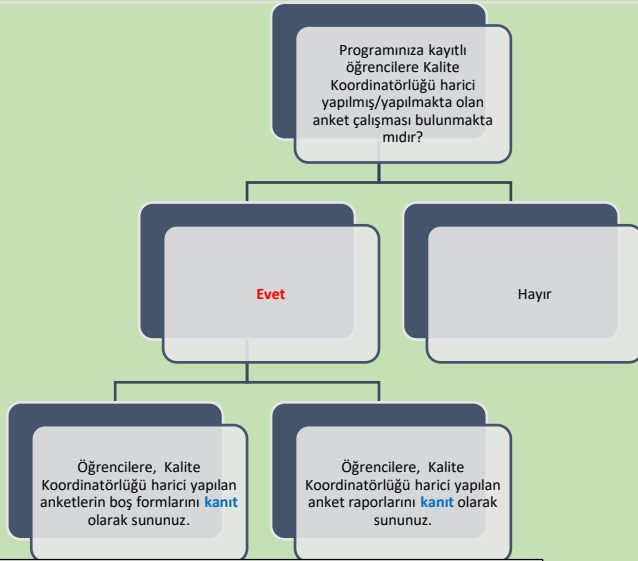 Programınıza kayıtlı
öğrencilere Kalite
Koordinatörlüğü harici
yapılmış/yapılmakta olan
anket çalışması bulunmakta
mıdır?
Evet
Hayır
Öğrencilere, Kalite
Koordinatörlüğü harici yapılan
anketlerin boş formlarını kanıt
olarak sununuz.
Öğrencilere, Kalite
Koordinatörlüğü harici yapılan
anket raporlarını kanıt olarak
sununuz.